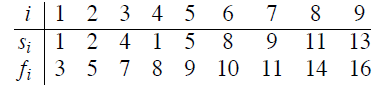 i 1 2 3 4 5 6 7 8 9
s_i 1 2 4 1 5 8 9 11 13
f_i 3 5 7 8 9 10 11 14 16